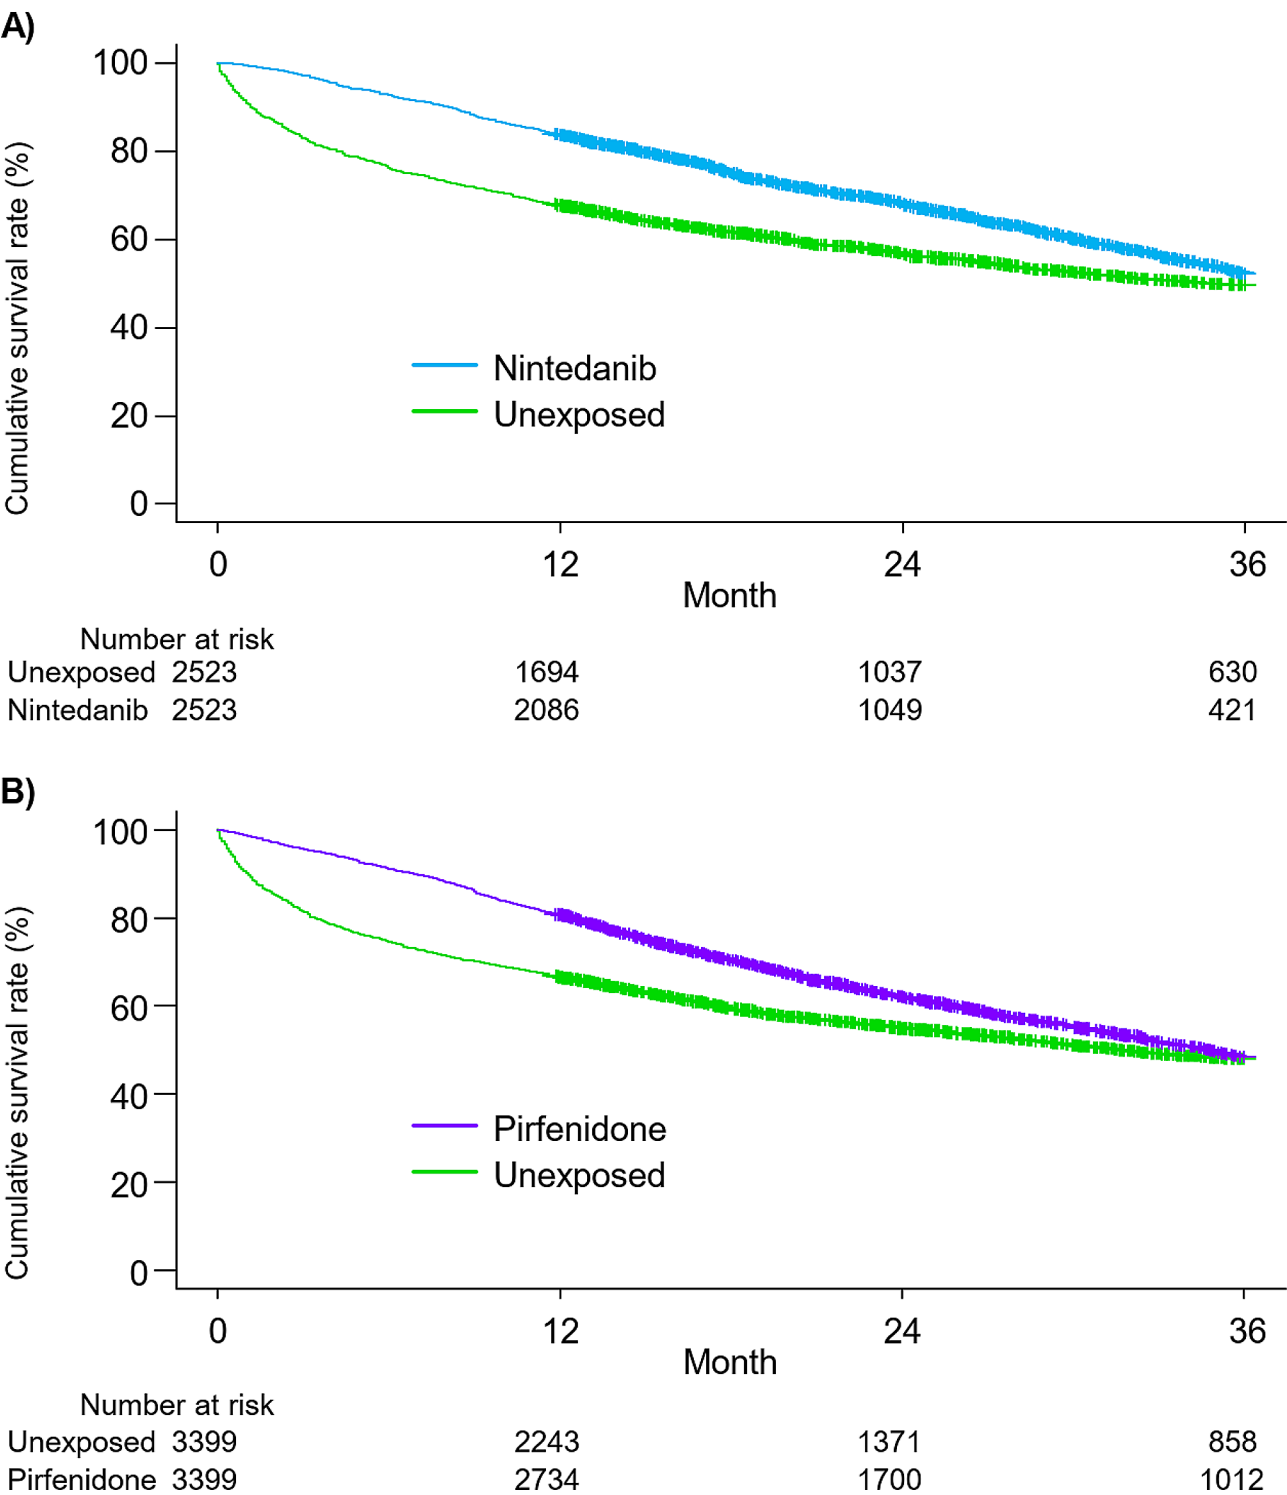 A)
Cumulative survival rate (%)
100
80
60
40
20
0
Nintedanib
Unexposed
0 12 24 36
Month
Number at risk
Unexposed 2523 1694 1037 630
Nintedanib 2523 2086 1049 421
B)
Cumulative survival rate (%)
100
80
60
40
20
0
Pirfenidone
Unexposed
0 12 24 36
Month
Number at risk
Unexposed 3399 2243 1371 858
Pirfenidone 3399 2734 1700 1012